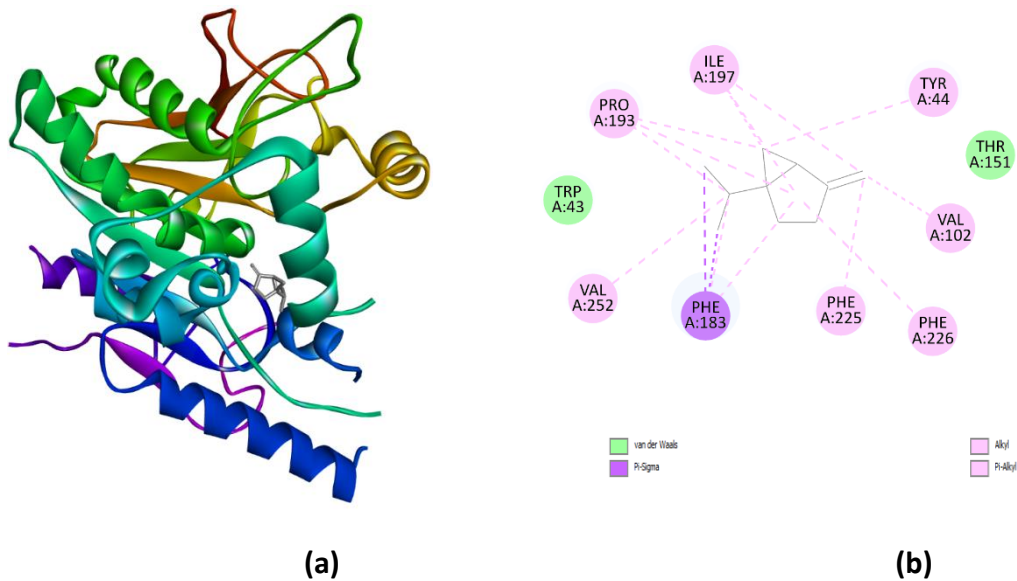 ILE
A:197
TYR
A:44
PRO
A:193
THR
A:151
TRP
A:43
VAL
A:102
VAL
A:252
PHE
A:183
PHE
A:225
PHE
A:226
van der Waals
Pi-Sigma
Alkyl
Pi-Alkyl
(a)
(b)